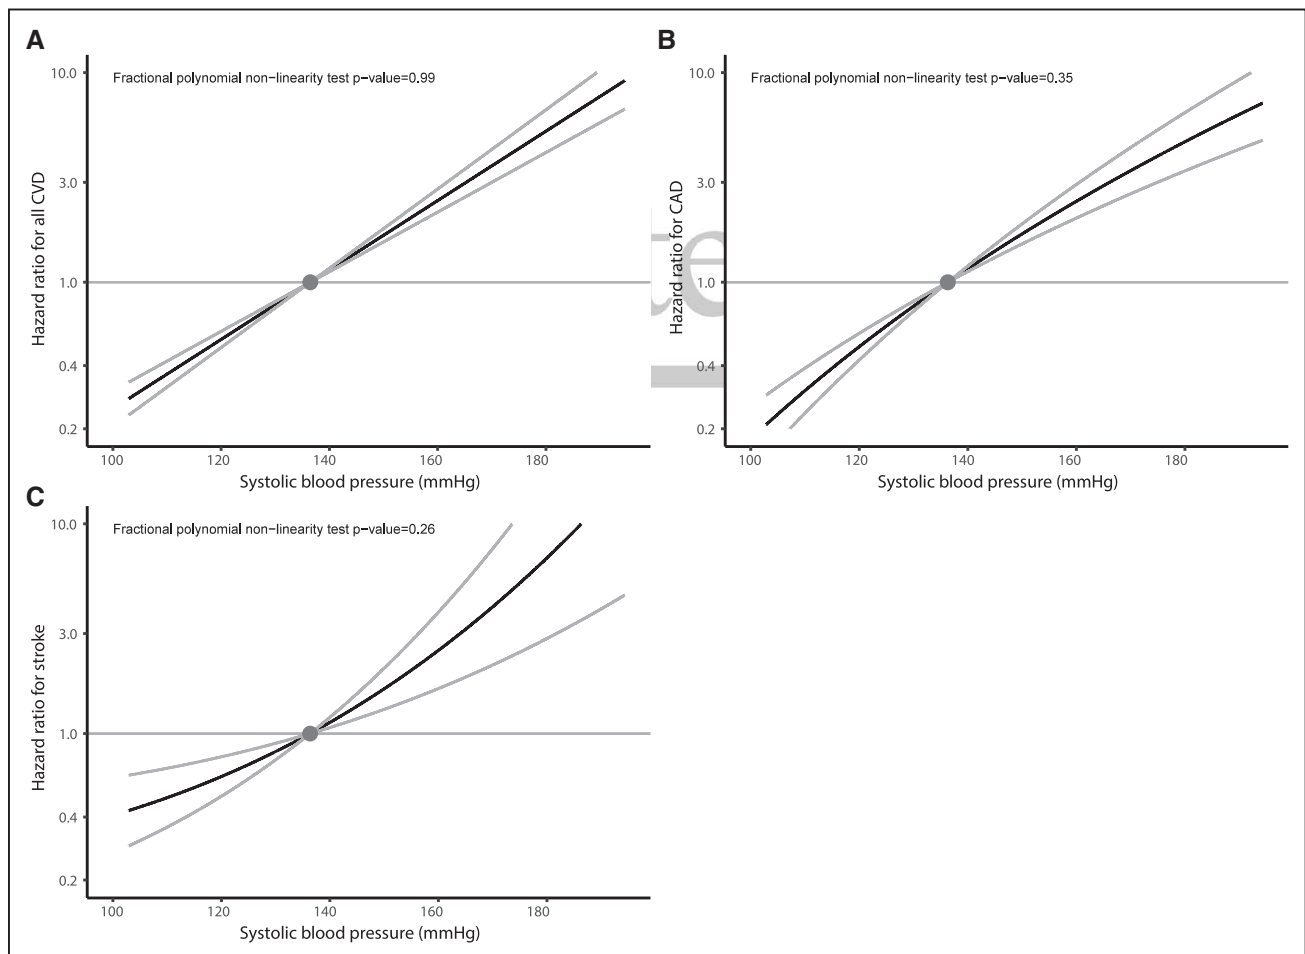 A
Fractional polynomial non−linearity test p−value=0.99
Hazard ratio for all CVD
10.0
3.0
1.0
0.4
0.2
100 120 140 160 180
Systolic blood pressure (mmHg)
B
Fractional polynomial non−linearity test p−value=0.35
Hazard ratio for CAD
10.0
3.0
1.0
0.4
0.2
100 120 140 160 180
Systolic blood pressure (mmHg)
C
Fractional polynomial non−linearity test p−value=0.26
Hazard ratio for stroke
10.0
3.0
1.0
0.4
0.2
100 120 140 160 180
Systolic blood pressure (mmHg)